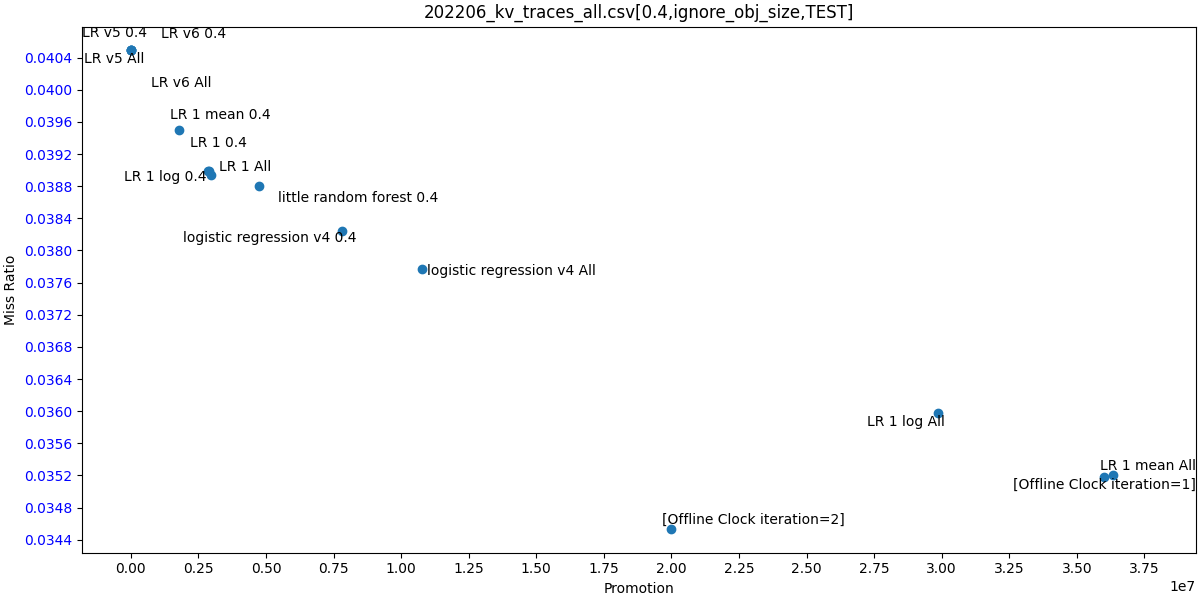 202206_kv_traces_all.csv[0.4,ignore_obj_size,TEST]
LR v5 0.4
LR v6 0.4
LR v5 All
LR v6 All
LR 1 mean 0.4
LR 1 0.4
LR 1 All
LR 1 log 0.4
little random forest 0.4
logistic regression v4 0.4
logistic regression v4 All
LR 1 log All
LR 1 mean All
[Offline Clock iteration=1]
[Offline Clock iteration=2]
Miss Ratio
0.0404
0.0400
0.0396
0.0392
0.0388
0.0384
0.0380
0.0376
0.0372
0.0368
0.0364
0.0360
0.0356
0.0352
0.0348
0.0344
0.00 0.25 0.50 0.75 1.00 1.25 1.50 1.75 2.00 2.25 2.50 2.75 3.00 3.25 3.50 3.75
Promotion
1e7